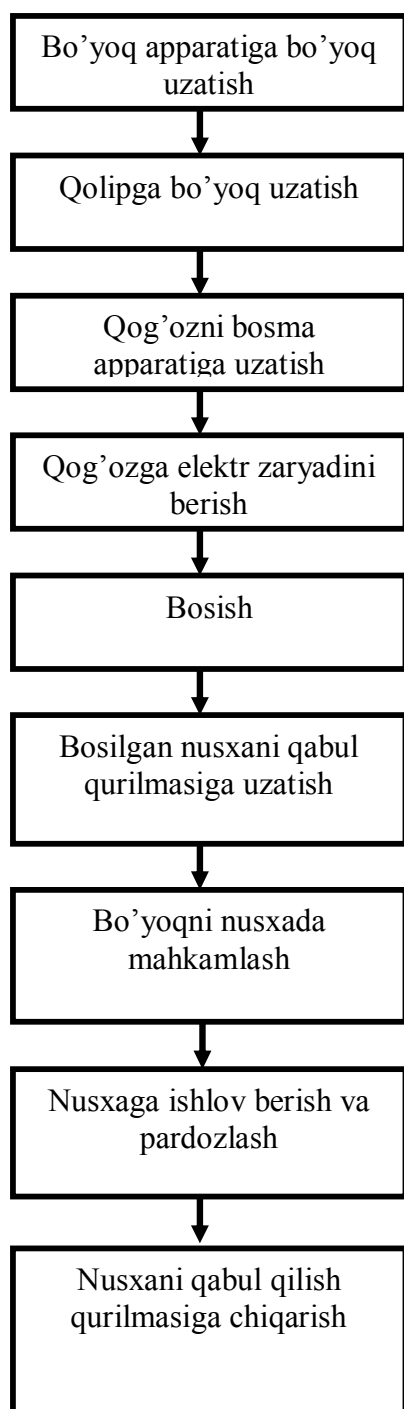 Bo’yoq apparatiga bo’yoq
uzatish
Qolipga bo’yoq uzatish
Qog’ozni bosma
apparatiga uzatish
Qog’ozga elektr zaryadini
berish
Bosish
Bosilgan nusxani qabul
qurilmasiga uzatish
Bo’yoqni nusxada
mahkamlash
Nusxaga ishlov berish va
pardozlash
Nusxani qabul qilish
qurilmasiga chiqarish